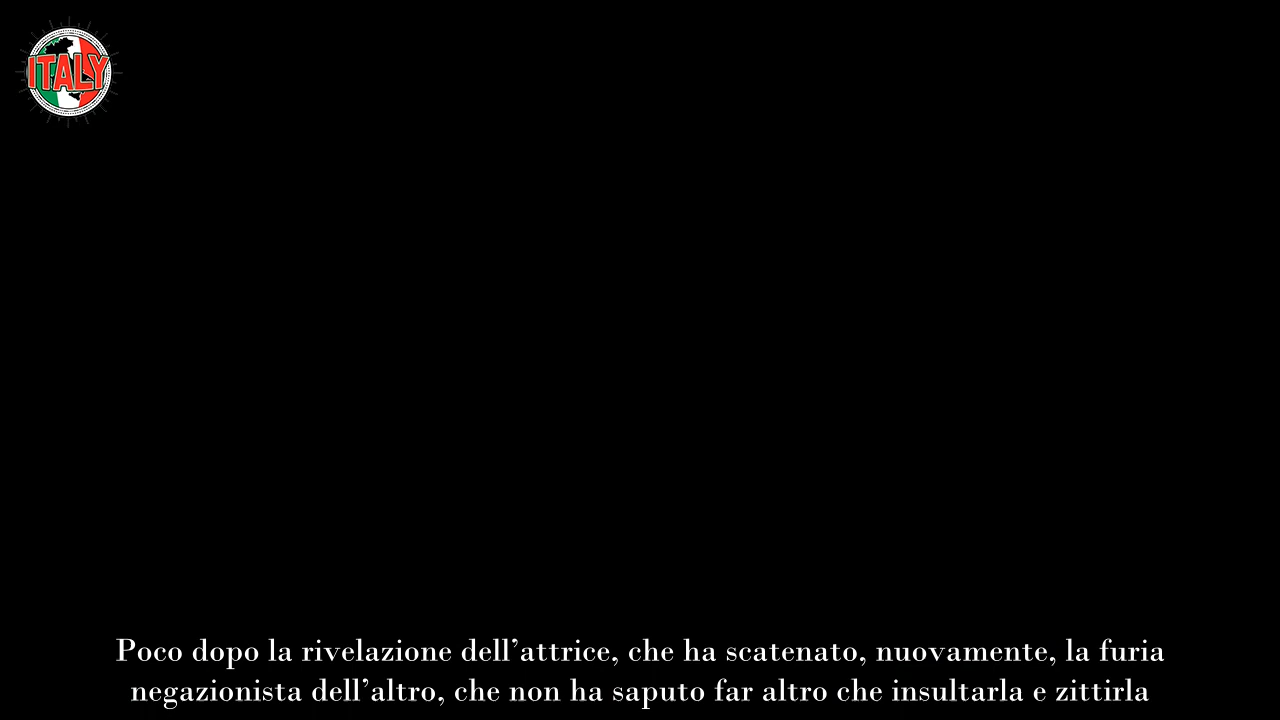 ITALY
Poco dopo la rivelazione dell’attrice, che ha scatenato, nuovamente, la furia
negazionista dell’altro, che non ha saputo far altro che insultarla e zittirla